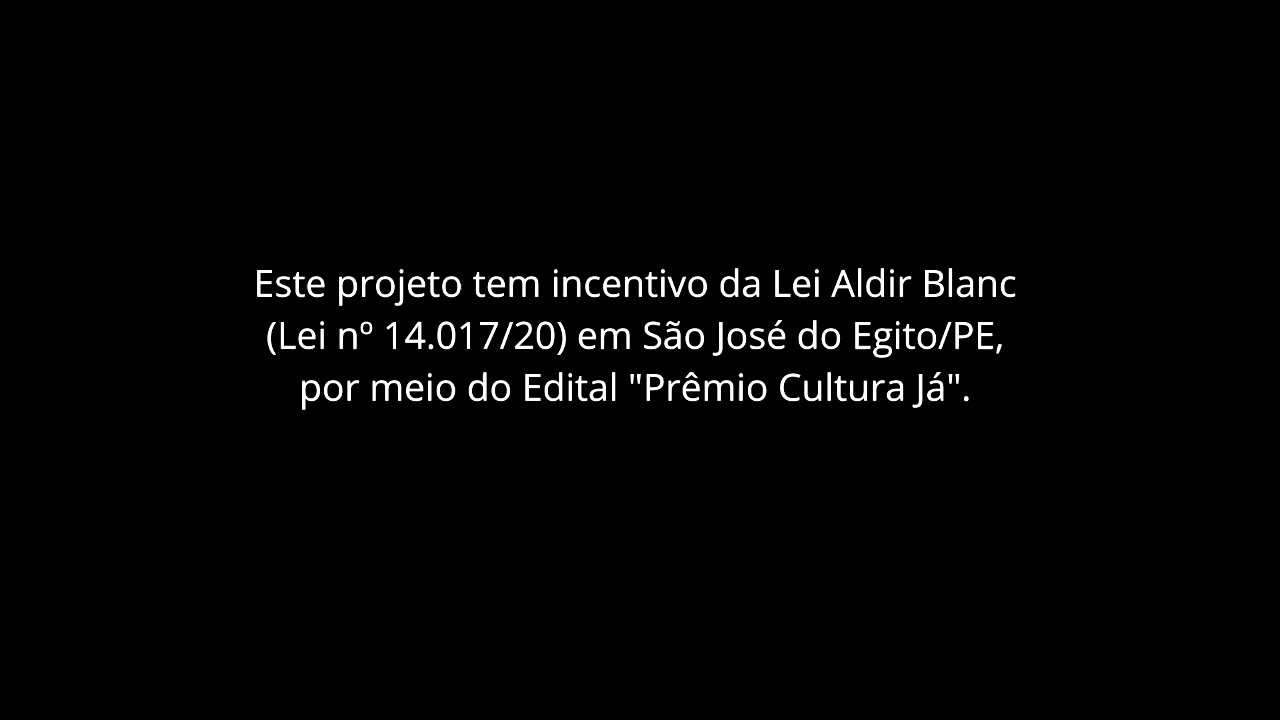 Este projeto tem incentivo da Lei Aldir Blanc
(Lei nº 14.017/20) em São José do Egito/PE,
por meio do Edital "Prêmio Cultura Já".